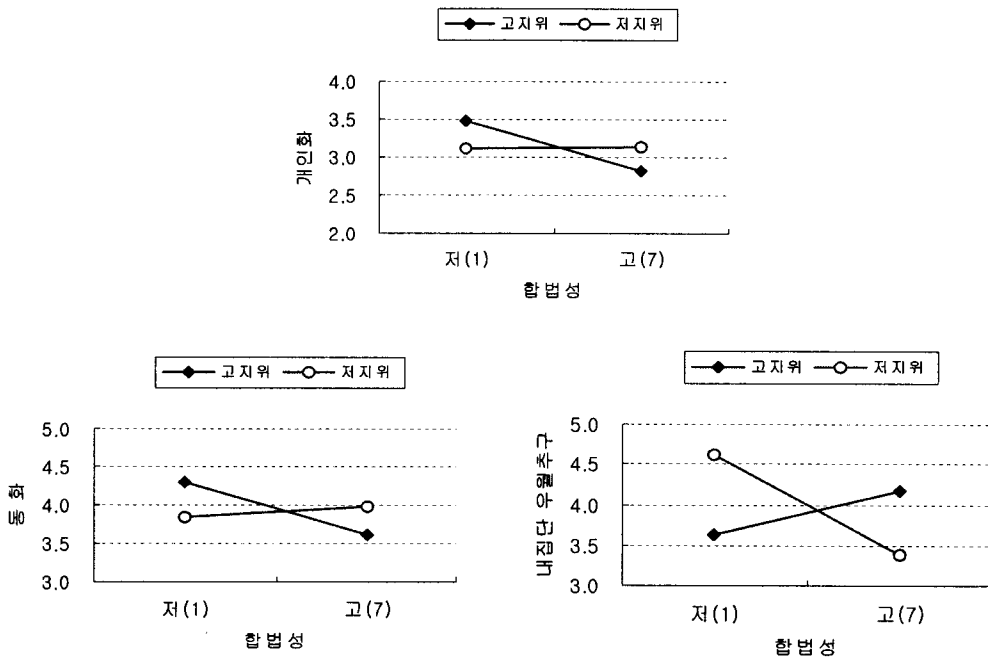 고지위 저지위
4.0
3.5
3.0
2.5
2.0
개인화
저(1) 고(7)
합법성
고지위 저지위
5.0
4.5
4.0
3.5
3.0
동화
저(1) 고(7)
합법성
고지위 저지위
5.0
4.5
4.0
3.5
3.0
내집단 우월추구
저(1) 고(7)
합법성